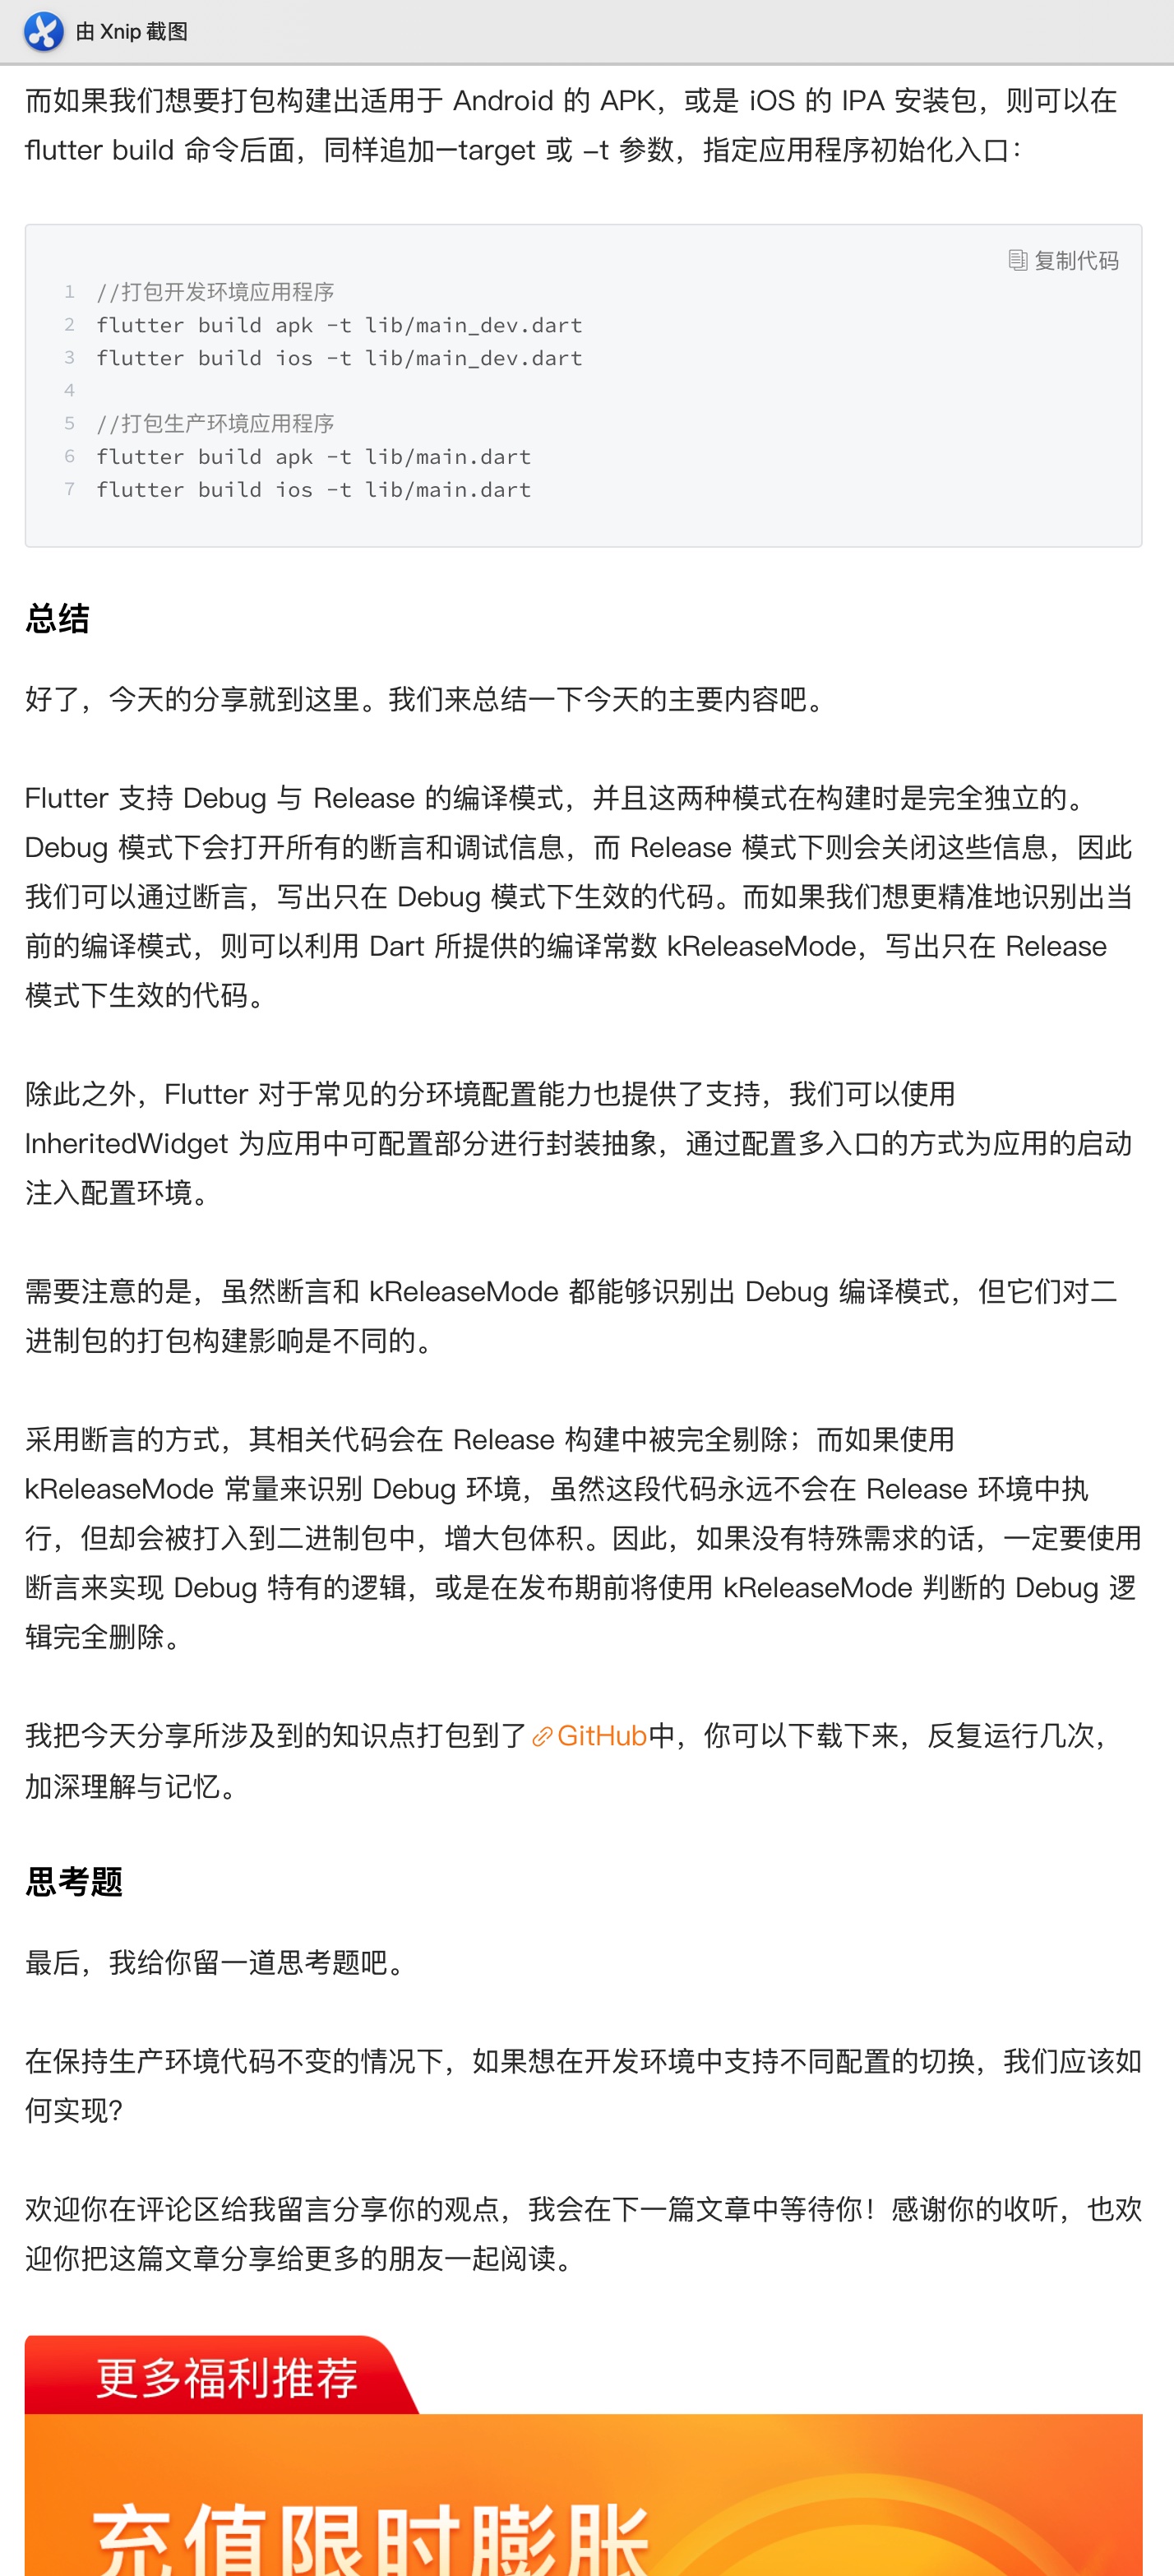 由 Xnip 截图
而如果我们想要打包构建出适用于 Android 的 APK，或是 iOS 的 IPA 安装包，则可以在
flutter build 命令后面，同样追加—target 或 –t 参数，指定应用程序初始化入口：
复制代码
1 //打包开发环境应用程序
2 flutter build apk -t lib/main_dev.dart
3 flutter build ios -t lib/main_dev.dart
4
5 //打包生产环境应用程序
6 flutter build apk -t lib/main.dart
7 flutter build ios -t lib/main.dart
总结
好了，今天的分享就到这里。我们来总结一下今天的主要内容吧。
Flutter 支持 Debug 与 Release 的编译模式，并且这两种模式在构建时是完全独立的。
Debug 模式下会打开所有的断言和调试信息，而 Release 模式下则会关闭这些信息，因此
我们可以通过断言，写出只在 Debug 模式下生效的代码。而如果我们想更精准地识别出当
前的编译模式，则可以利用 Dart 所提供的编译常数 kReleaseMode，写出只在 Release
模式下生效的代码。
除此之外，Flutter 对于常见的分环境配置能力也提供了支持，我们可以使用
InheritedWidget 为应用中可配置部分进行封装抽象，通过配置多入口的方式为应用的启动
注入配置环境。
需要注意的是，虽然断言和 kReleaseMode 都能够识别出 Debug 编译模式，但它们对二
进制包的打包构建影响是不同的。
采用断言的方式，其相关代码会在 Release 构建中被完全剔除；而如果使用
kReleaseMode 常量来识别 Debug 环境，虽然这段代码永远不会在 Release 环境中执
行，但却会被打入到二进制包中，增大包体积。因此，如果没有特殊需求的话，一定要使用
断言来实现 Debug 特有的逻辑，或是在发布期前将使用 kReleaseMode 判断的 Debug 逻
辑完全删除。
我把今天分享所涉及到的知识点打包到了GitHub中，你可以下载下来，反复运行几次，
加深理解与记忆。
思考题
最后，我给你留一道思考题吧。
在保持生产环境代码不变的情况下，如果想在开发环境中支持不同配置的切换，我们应该如
何实现？
欢迎你在评论区给我留言分享你的观点，我会在下一篇文章中等待你！感谢你的收听，也欢
迎你把这篇文章分享给更多的朋友一起阅读。
更多福利推荐
充值限时膨胀